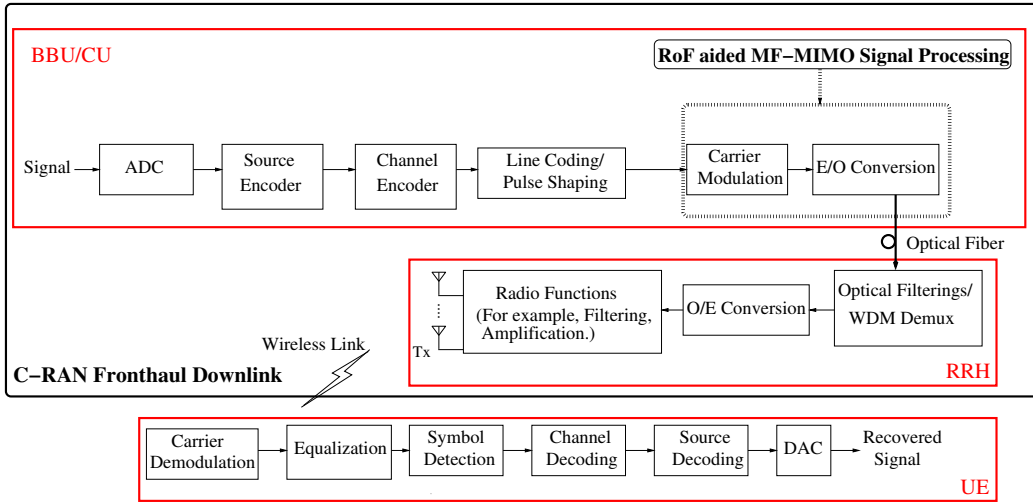 BBU/CU
RoF aided MF−MIMO Signal Processing
Signal
ADC
Source
Encoder
Channel
Encoder
Line Coding/
Pulse Shaping
Carrier
Modulation
E/O Conversion
Optical Fiber
Radio Functions
(For example, Filtering,
Amplification.)
O/E Conversion
Optical Filterings/
WDM Demux
Tx
Wireless Link
C−RAN Fronthaul Downlink
RRH
Carrier
Demodulation
Equalization
Symbol
Detection
Channel
Decoding
Source
Decoding
DAC
Recovered
Signal
UE